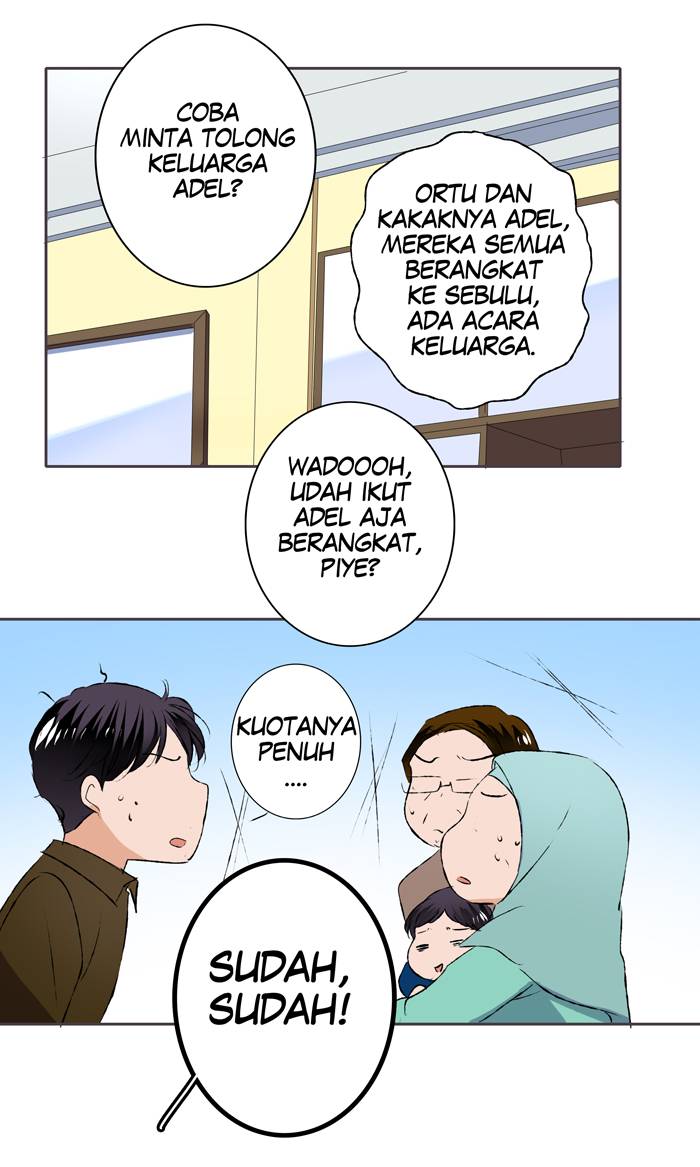 COBA
MINTA TOLONG
KELUARGA
ADEL?
ORTU DAN
KAKAKNYA ADEL,
MEREKA SEMUA
BERANGKAT
KE SEBULU,
ADA ACARA
KELUARGA.
WADOOOH,
UDAH IKUT
ADEL AJA
BERANGKAT,
PIYE?
KUOTANYA
PENUH
....
SUDAH,
SUDAH!